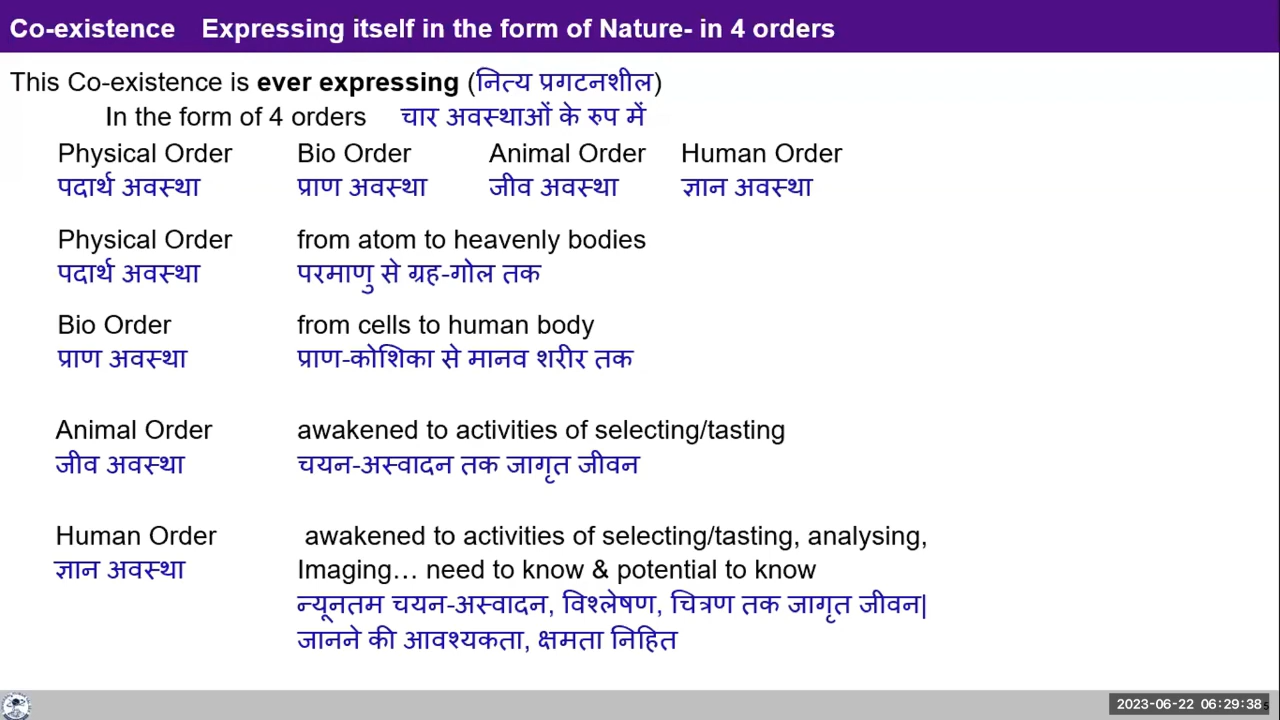 Co-existence Expressing itself in the form of Nature- in 4 orders
This Co-existence is ever expressing (नित्य प्रगटनशील)
In the form of 4 orders चार अवस्थाओं के रुप में
Physical Order Bio Order Animal Order Human Order
पदार्थ अवस्था प्राण अवस्था जीव अवस्था ज्ञान अवस्था
Physical Order from atom to heavenly bodies
पदार्थ अवस्था परमाणु से ग्रह-गोल तक
Bio Order from cells to human body
प्राण अवस्था प्राण-कोशिका से मानव शरीर तक
Animal Order awakened to activities of selecting/tasting
जीव अवस्था चयन-अस्वादन तक जागृत जीवन
Human Order awakened to activities of selecting/tasting, analysing,
ज्ञान अवस्था Imaging… need to know & potential to know
न्यूनतम चयन-अस्वादन, विश्लेषण, चित्रण तक जागृत जीवन|
जानने की आवश्यकता, क्षमता निहित
2023-06-22 06:29:38